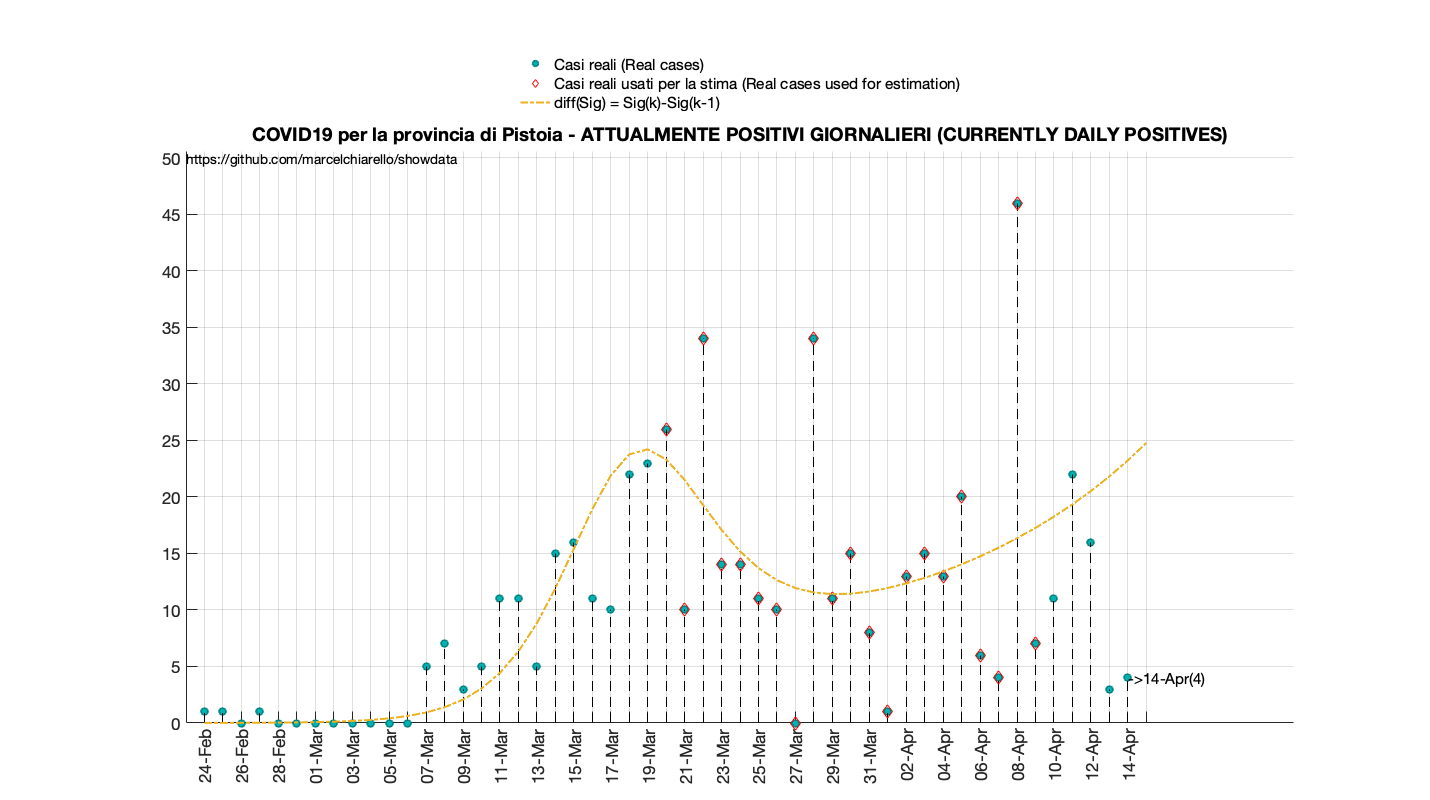 Casi reali (Real cases)
Casi reali usati per la stima (Real cases used for estimation)
diff(Sig) = Sig(k)-Sig(k-1)
COVID19 per la provincia di Pistoia - ATTUALMENTE POSITIVI GIORNALIERI (CURRENTLY DAILY POSITIVES)
https://github.com/marcelchiarello/showdata
50
45
40
35
30
25
20
15
10
5
0
->14-Apr(4)
24-Feb
26-Feb
28-Feb
01-Mar
03-Mar
05-Mar
07-Mar
09-Mar
11-Mar
13-Mar
15-Mar
17-Mar
19-Mar
21-Mar
23-Mar
25-Mar
27-Mar
29-Mar
31-Mar
02-Apr
04-Apr
06-Apr
08-Apr
10-Apr
12-Apr
14-Apr